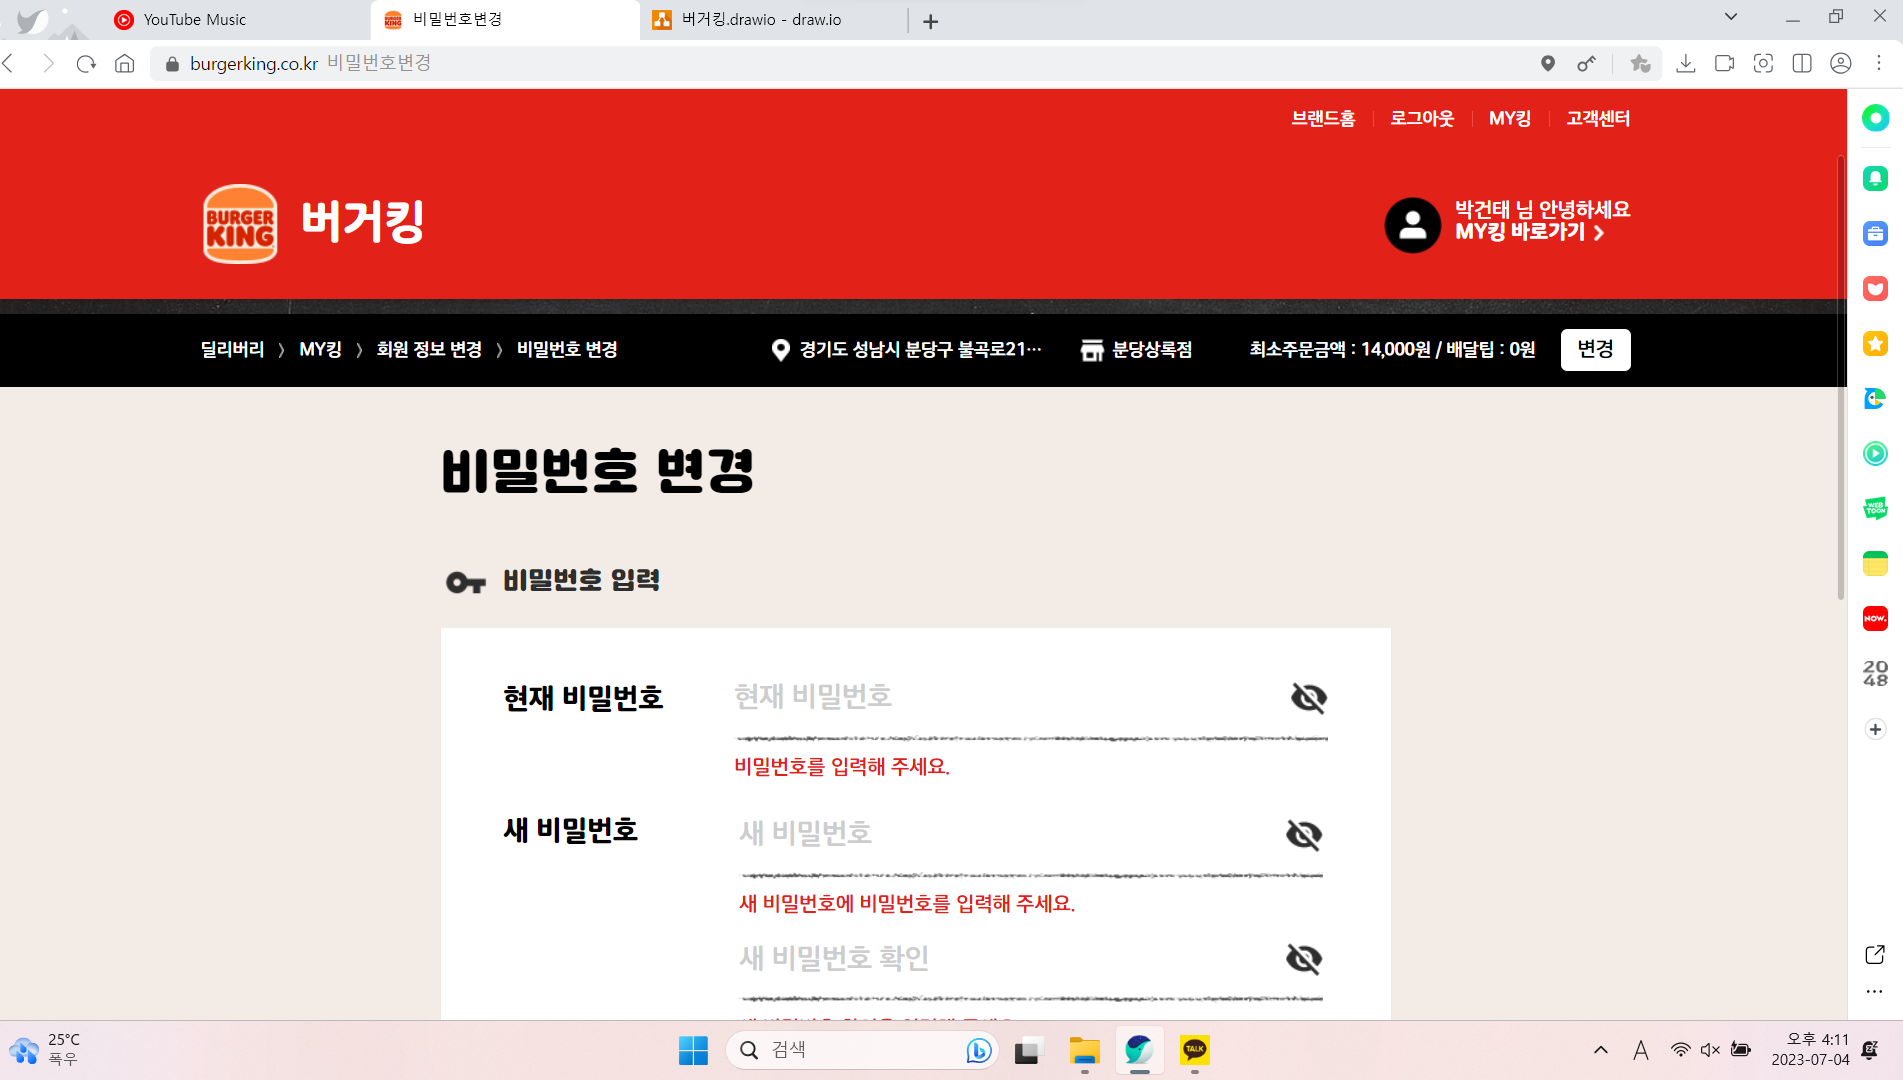 YouTube Music
비밀번호변경
버거킹.drawio - draw.io
burgerking.co.kr 비밀번호변경
브랜드홈
로그아웃
MY킹
고객센터
BURGER KING
버거킹
박건태 님 안녕하세요
MY킹 바로가기
딜리버리 > MY킹 > 회원 정보 변경 > 비밀번호 변경
경기도 성남시 분당구 불곡로21…
분당상록점
최소주문금액 : 14,000원 / 배달팁 : 0원
변경
비밀번호 변경
비밀번호 입력
현재 비밀번호
현재 비밀번호
비밀번호를 입력해 주세요.
새 비밀번호
새 비밀번호
새 비밀번호에 비밀번호를 입력해 주세요.
새 비밀번호 확인
WEB TOON
NOW.
20
48
25°C
폭우
검색
TALK
A
오후 4:11
2023-07-04